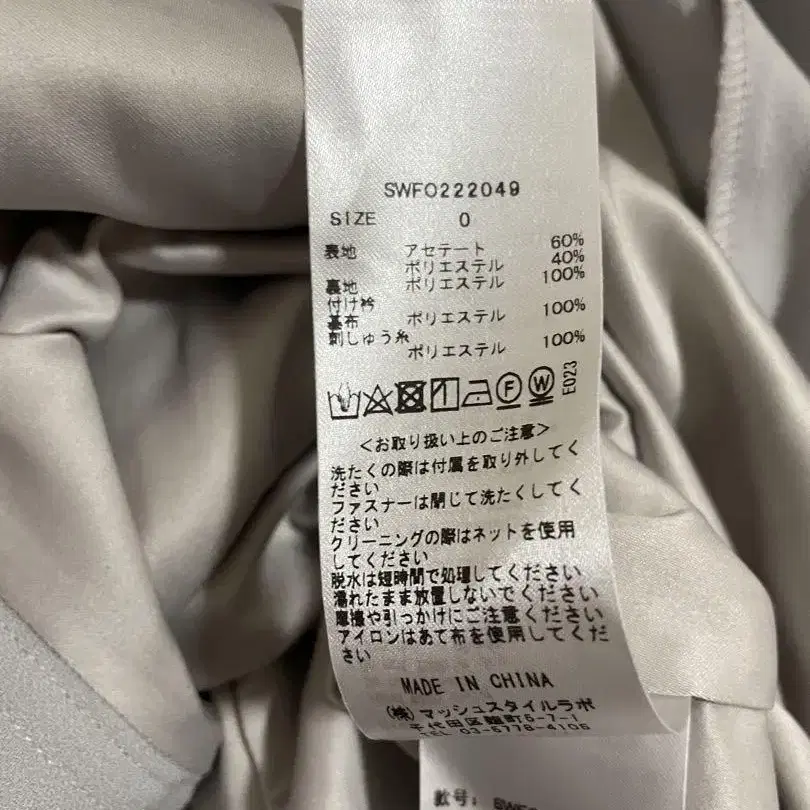 SWFO222049
SIZE 0
表地 アセテート 60%
ポリエステル 40%
裏地 ポリエステル 100%
付け衿
基布 ポリエステル 100%
刺しゅう糸
ポリエステル 100%
F W E023
<お取り扱い上のご注意>
洗たくの際は付属を取り外してく
ださい
ファスナーは閉じて洗たくしてく
ださい
クリーニングの際はネットを使用
してください
脱水は短時間で処理してください
濡れたまま放置しないでください
摩擦や引っかけにご注意ください
アイロンはあて布を使用してくだ
さい
MADE IN CHINA
(株)マッシュスタイルラボ
千代田区麹町5-7-1
TEL 03-5778-4105
款号: